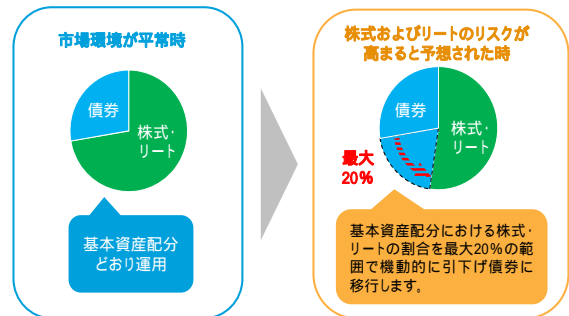 市場環境が平常時
債券
株式・
リート
基本資産配分
どおり運用
株式およびリートのリスクが
高まると予想された時
債券
株式・
リート
最大
20%
基本資産配分における株式・
リートの割合を最大20%の範
囲で機動的に引下げ債券に
移行します。